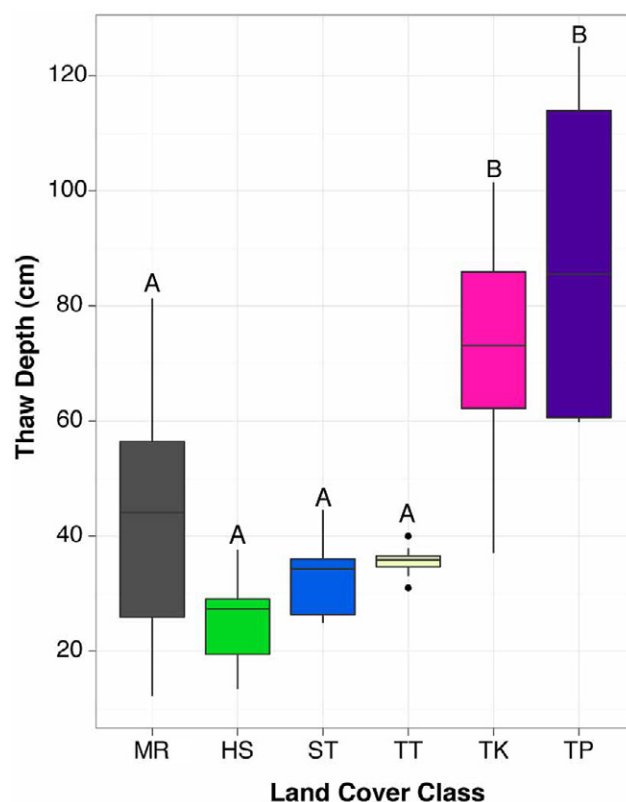 B
120
B
100
A
80
60
A
A
A
40
20
MR HS ST TT TK TP
Thaw Depth (cm)
Land Cover Class